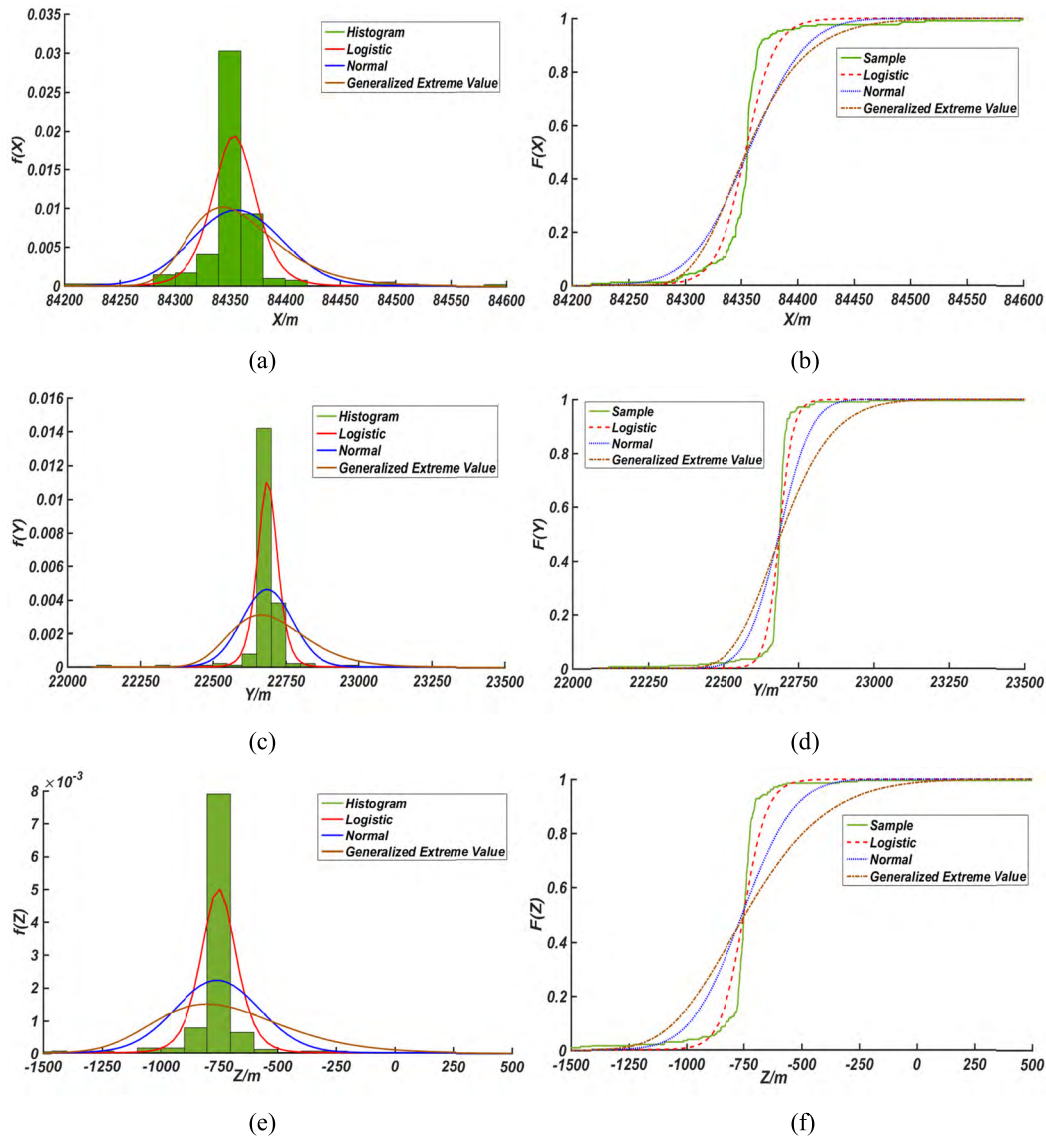 0.035
0.03
0.025
0.02
0.015
0.01
0.005
0
f(X)
Histogram
Logistic
Normal
Generalized Extreme Value
84200 84250 84300 84350 84400 84450 84500 84550 84600
X/m
(a)
1
0.8
0.6
0.4
0.2
0
F(X)
Sample
Logistic
Normal
Generalized Extreme Value
84200 84250 84300 84350 84400 84450 84500 84550 84600
X/m
(b)
0.016
0.014
0.012
0.01
0.008
0.006
0.004
0.002
0
f(Y)
Histogram
Logistic
Normal
Generalized Extreme Value
22000 22250 22500 22750 23000 23250 23500
Y/m
(c)
1
0.8
0.6
0.4
0.2
0
F(Y)
Sample
Logistic
Normal
Generalized Extreme Value
22000 22250 22500 22750 23000 23250 23500
Y/m
(d)
×10⁻³
8
7
6
5
4
3
2
1
0
f(Z)
Histogram
Logistic
Normal
Generalized Extreme Value
-1500 -1250 -1000 -750 -500 -250 0 250 500
Z/m
(e)
1
0.8
0.6
0.4
0.2
0
F(Z)
Sample
Logistic
Normal
Generalized Extreme Value
-1500 -1250 -1000 -750 -500 -250 0 250 500
Z/m
(f)